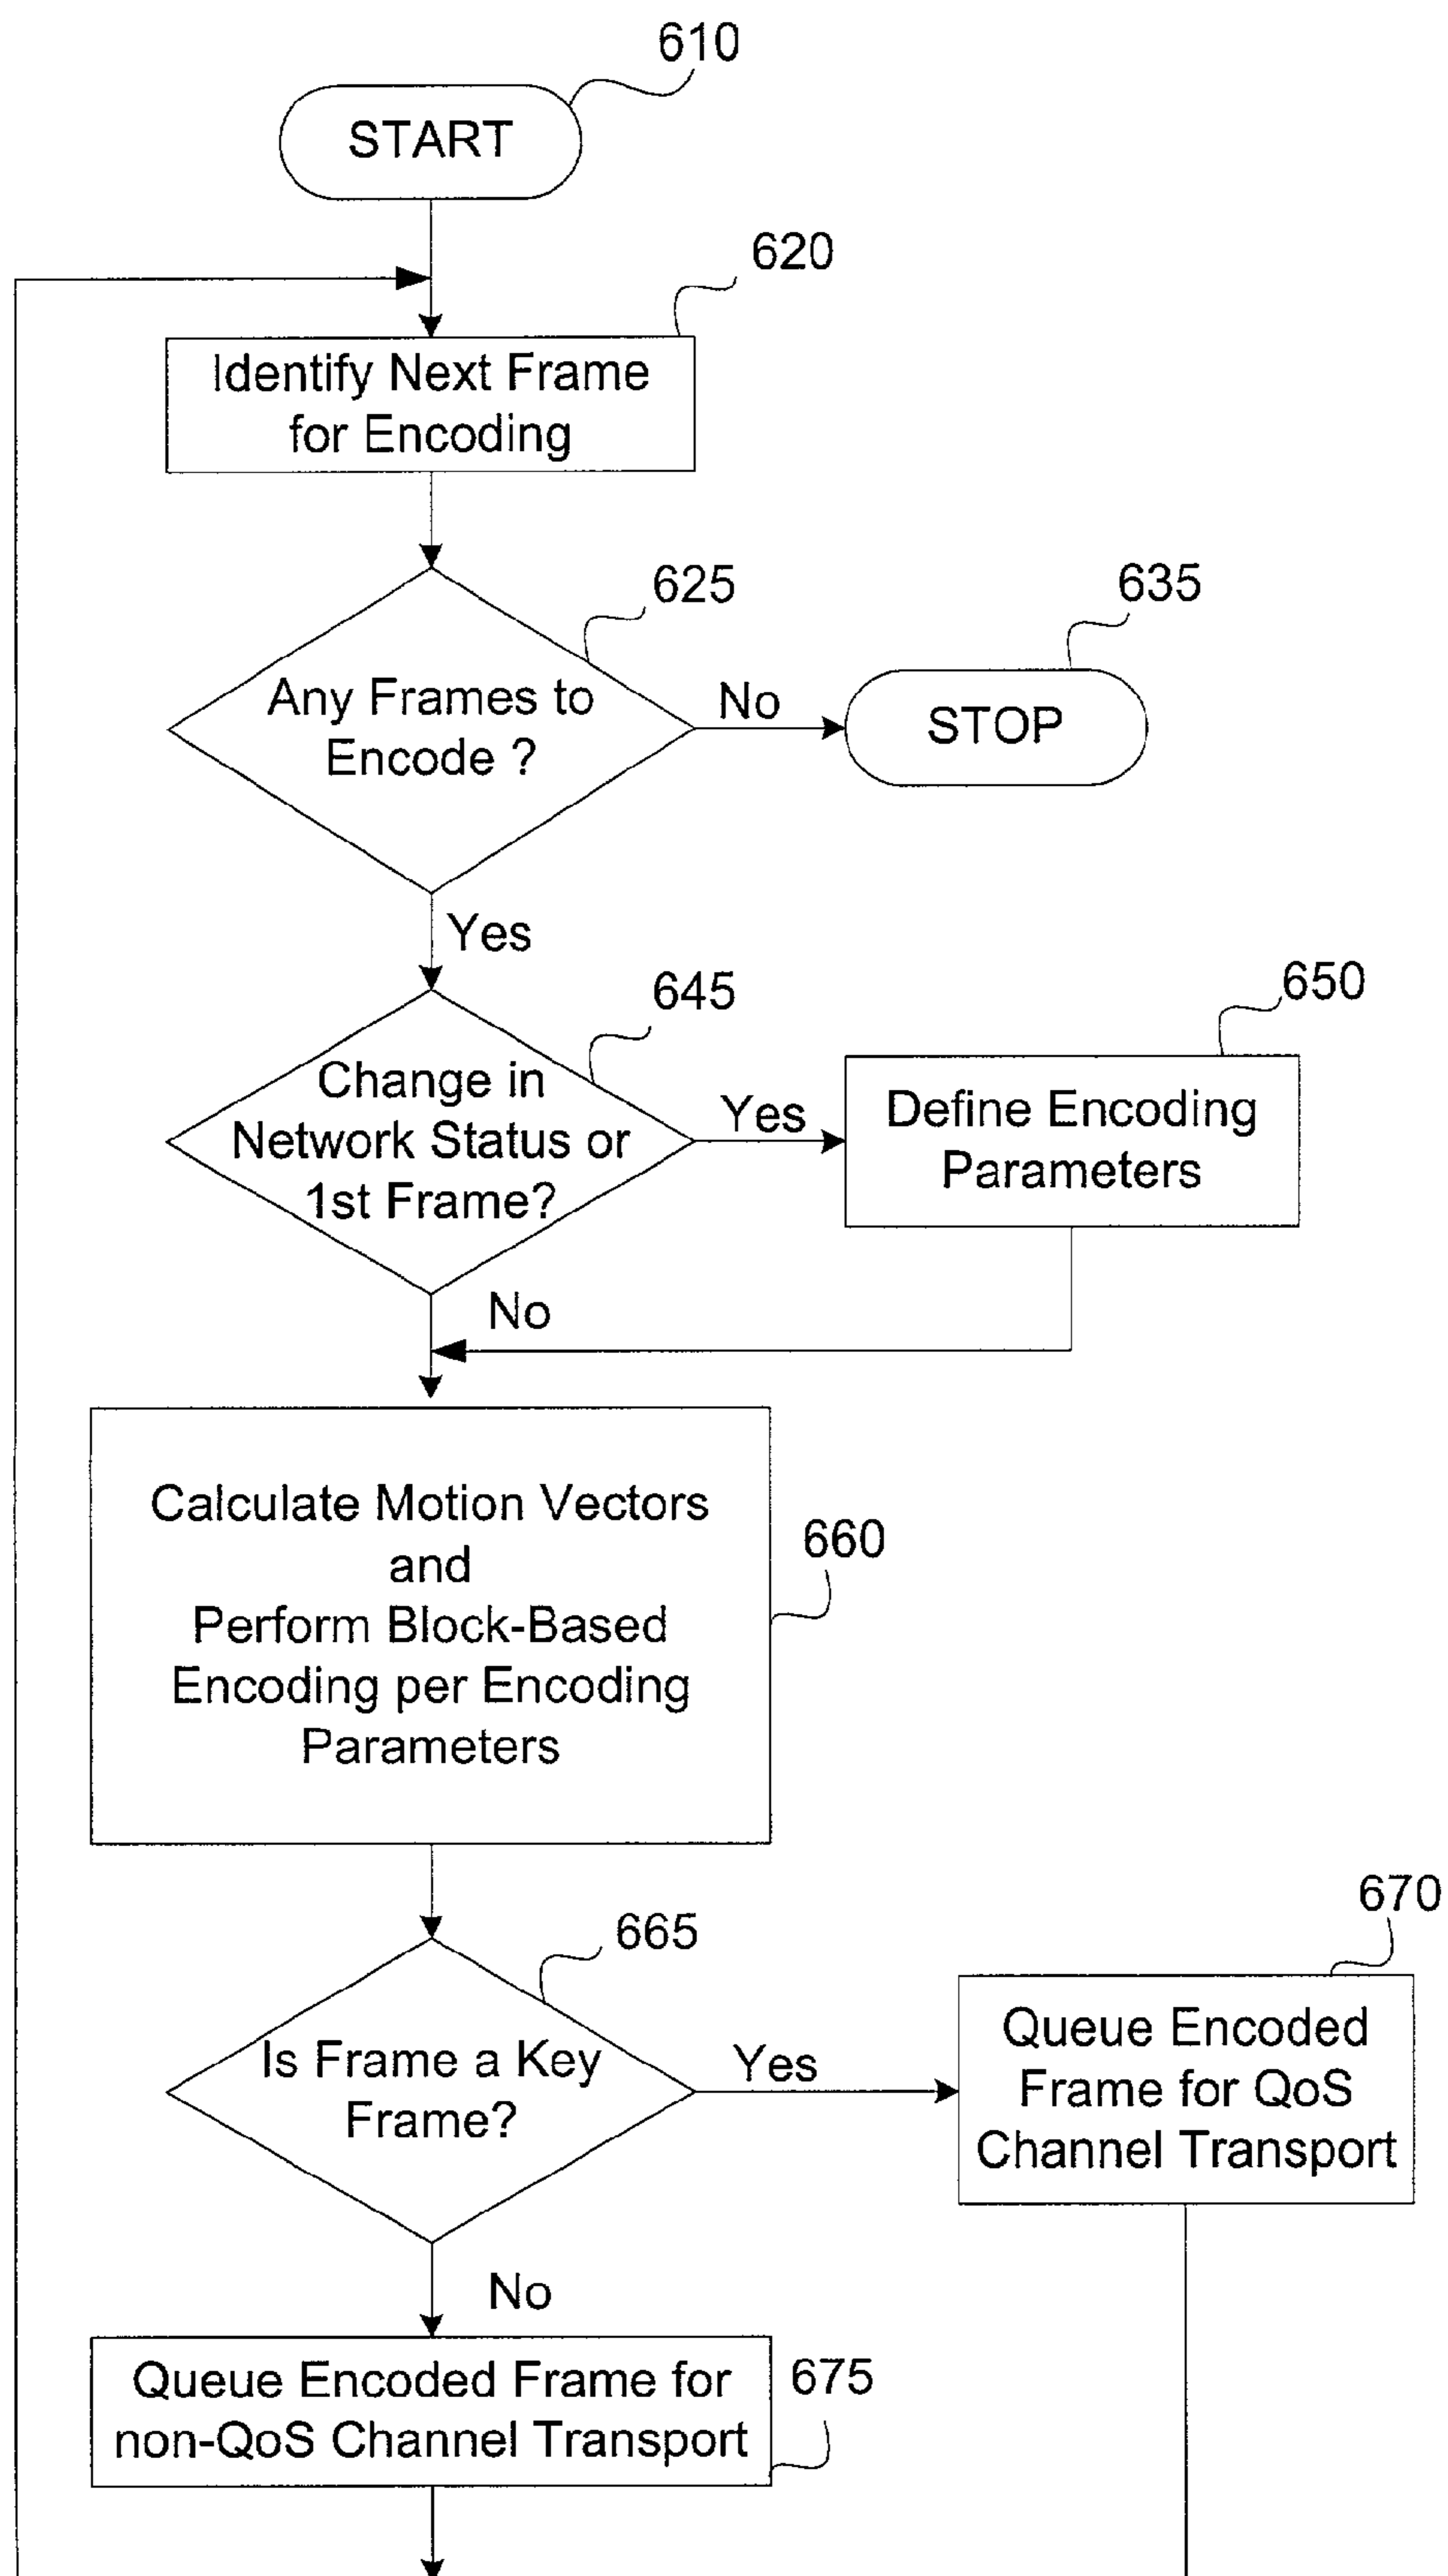 610
START
620
Identify Next Frame
for Encoding
625
Any Frames to
Encode ?
No
635
STOP
Yes
645
Change in
Network Status or
1st Frame?
Yes
650
Define Encoding
Parameters
No
Calculate Motion Vectors
and
Perform Block-Based
Encoding per Encoding
Parameters
660
665
Is Frame a Key
Frame?
Yes
670
Queue Encoded
Frame for QoS
Channel Transport
No
Queue Encoded Frame for
non-QoS Channel Transport
675